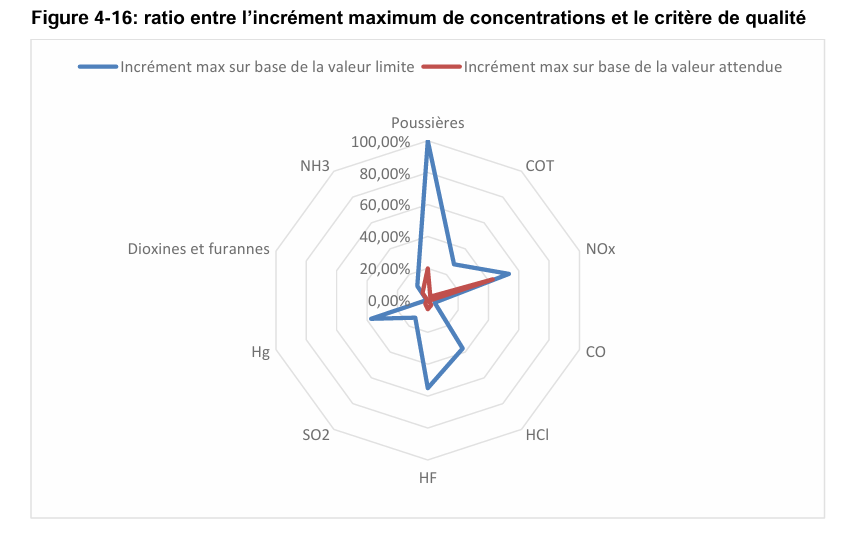 Figure 4-16: ratio entre l’incrément maximum de concentrations et le critère de qualité
Incrément max sur base de la valeur limite Incrément max sur base de la valeur attendue
Poussières
100,00%
NH3
COT
80,00%
60,00%
40,00%
Dioxines et furannes
NOx
20,00%
0,00%
Hg
CO
SO2
HCl
HF